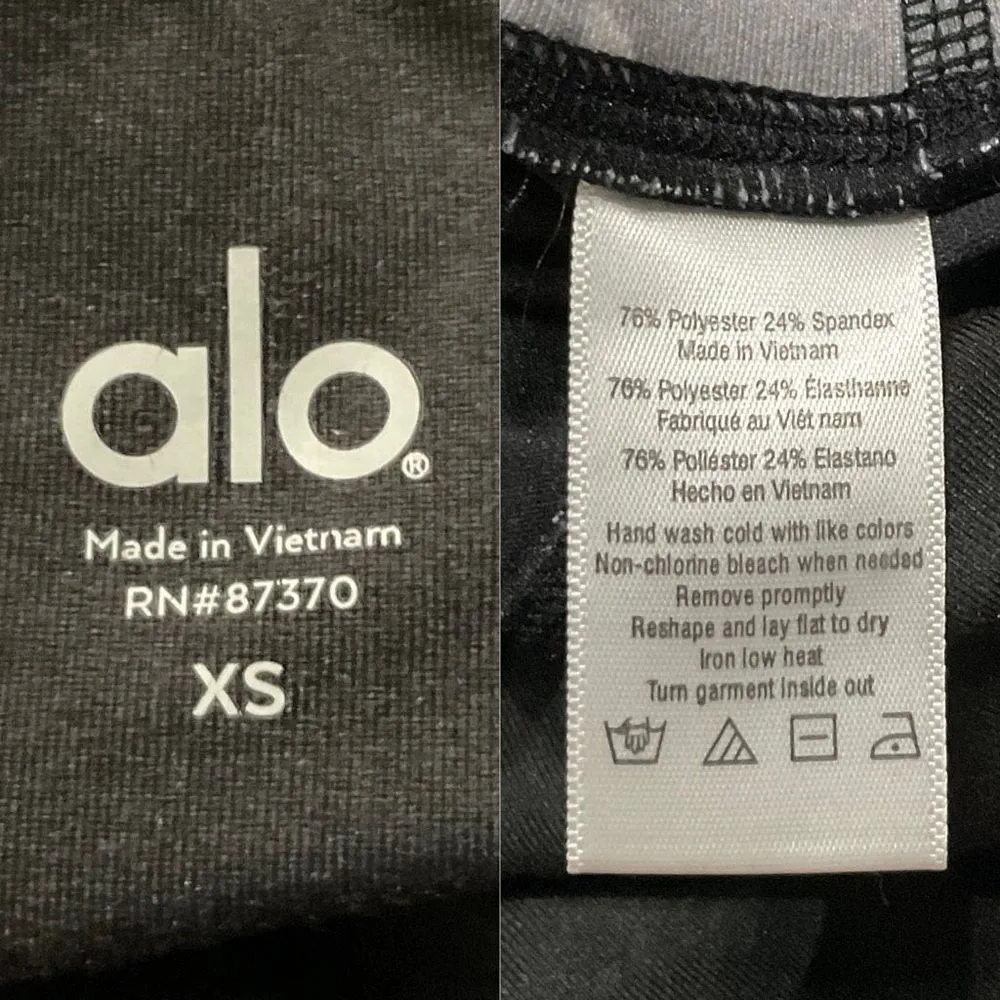 alo®
Made in Vietnam
RN#87370
XS
76% Polyester 24% Spandex
Made in Vietnam
76% Polyester 24% Élasthanne
Fabriqué au Viêt nam
76% Poliéster 24% Elastano
Hecho en Vietnam
Hand wash cold with like colors
Non-chlorine bleach when needed
Remove promptly
Reshape and lay flat to dry
Iron low heat
Turn garment inside out